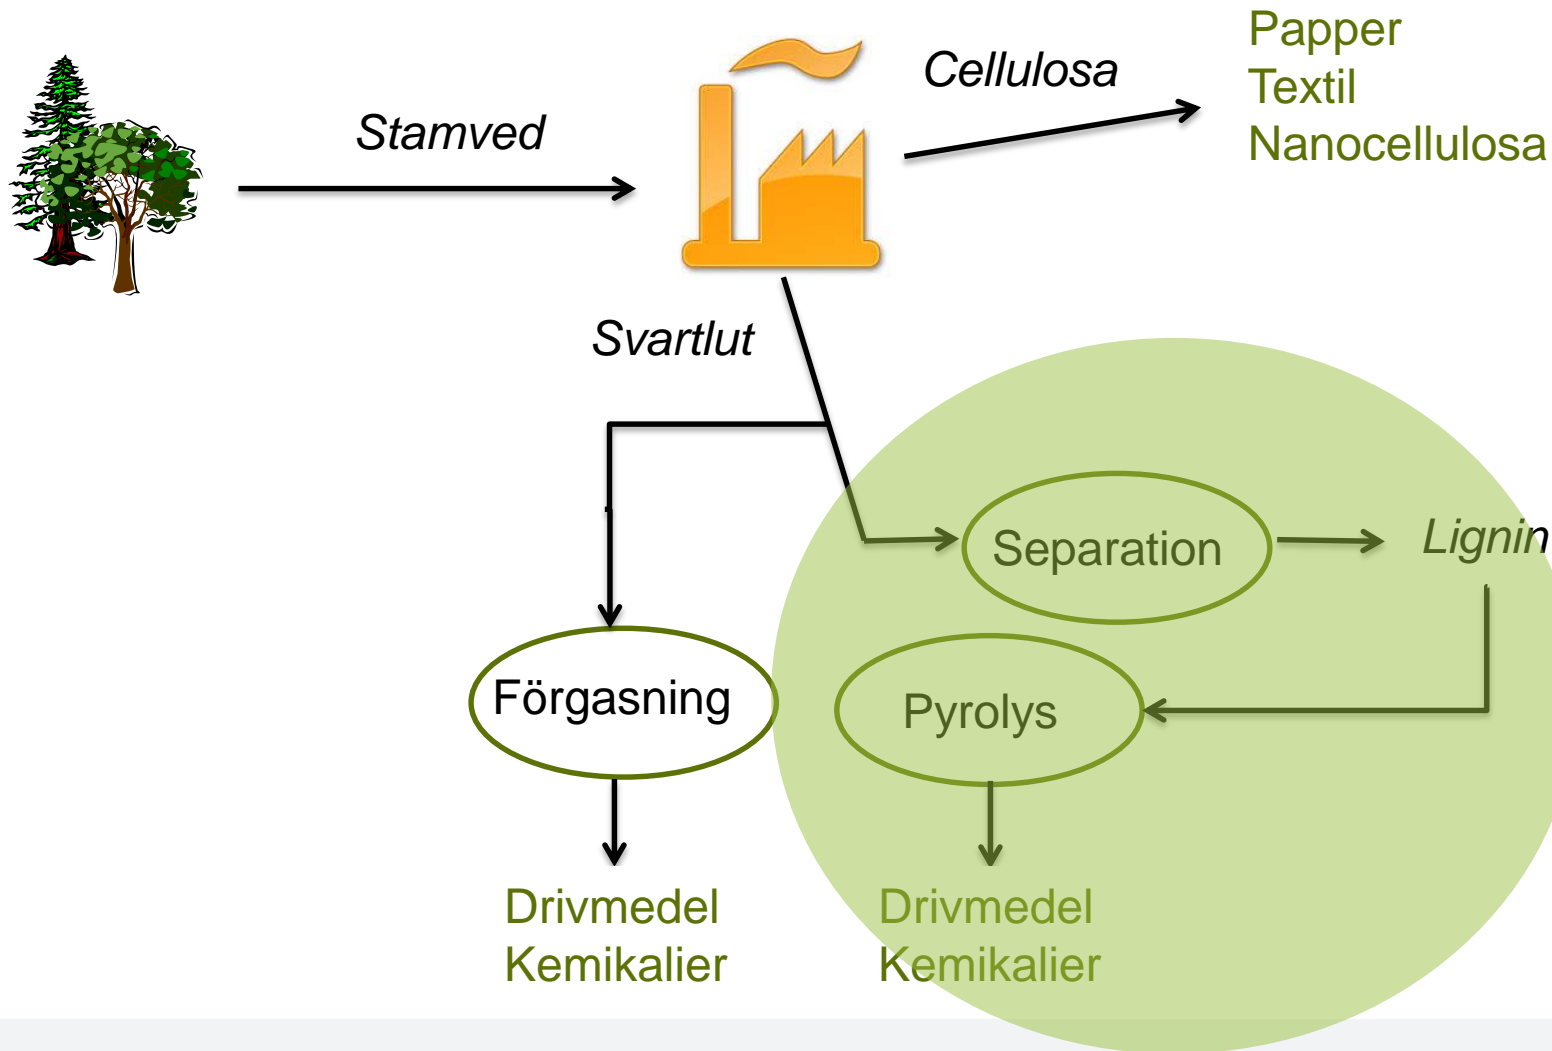 Papper
Textil
Nanocellulosa
Cellulosa
Stamved
Svartlut
Separation
Lignin
Förgasning
Pyrolys
Drivmedel
Kemikalier
Drivmedel
Kemikalier